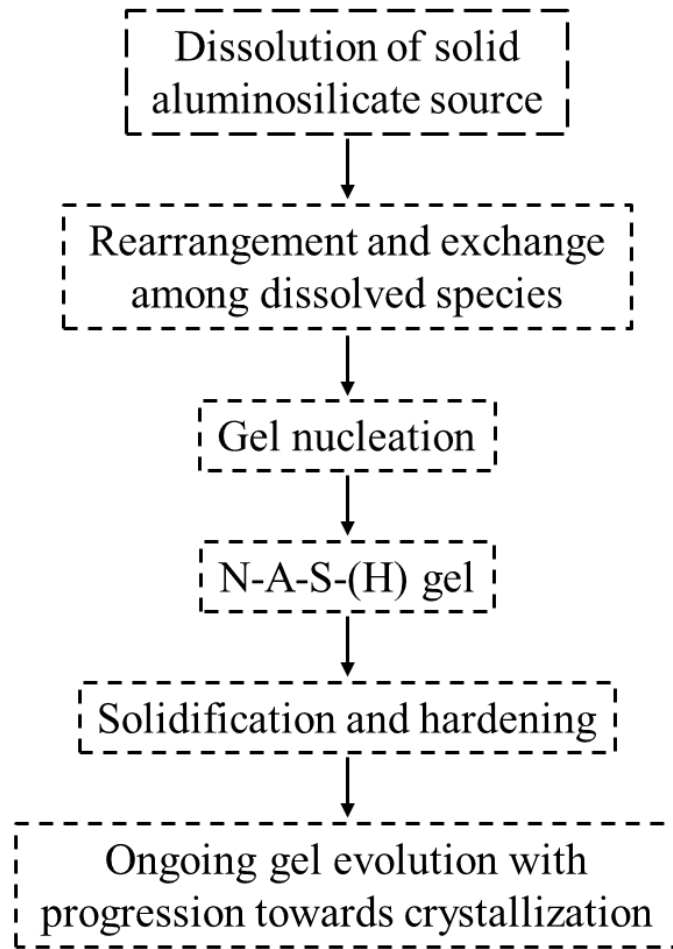 Dissolution of solid
aluminosilicate source
Rearrangement and exchange
among dissolved species
Gel nucleation
N-A-S-(H) gel
Solidification and hardening
Ongoing gel evolution with
progression towards crystallization